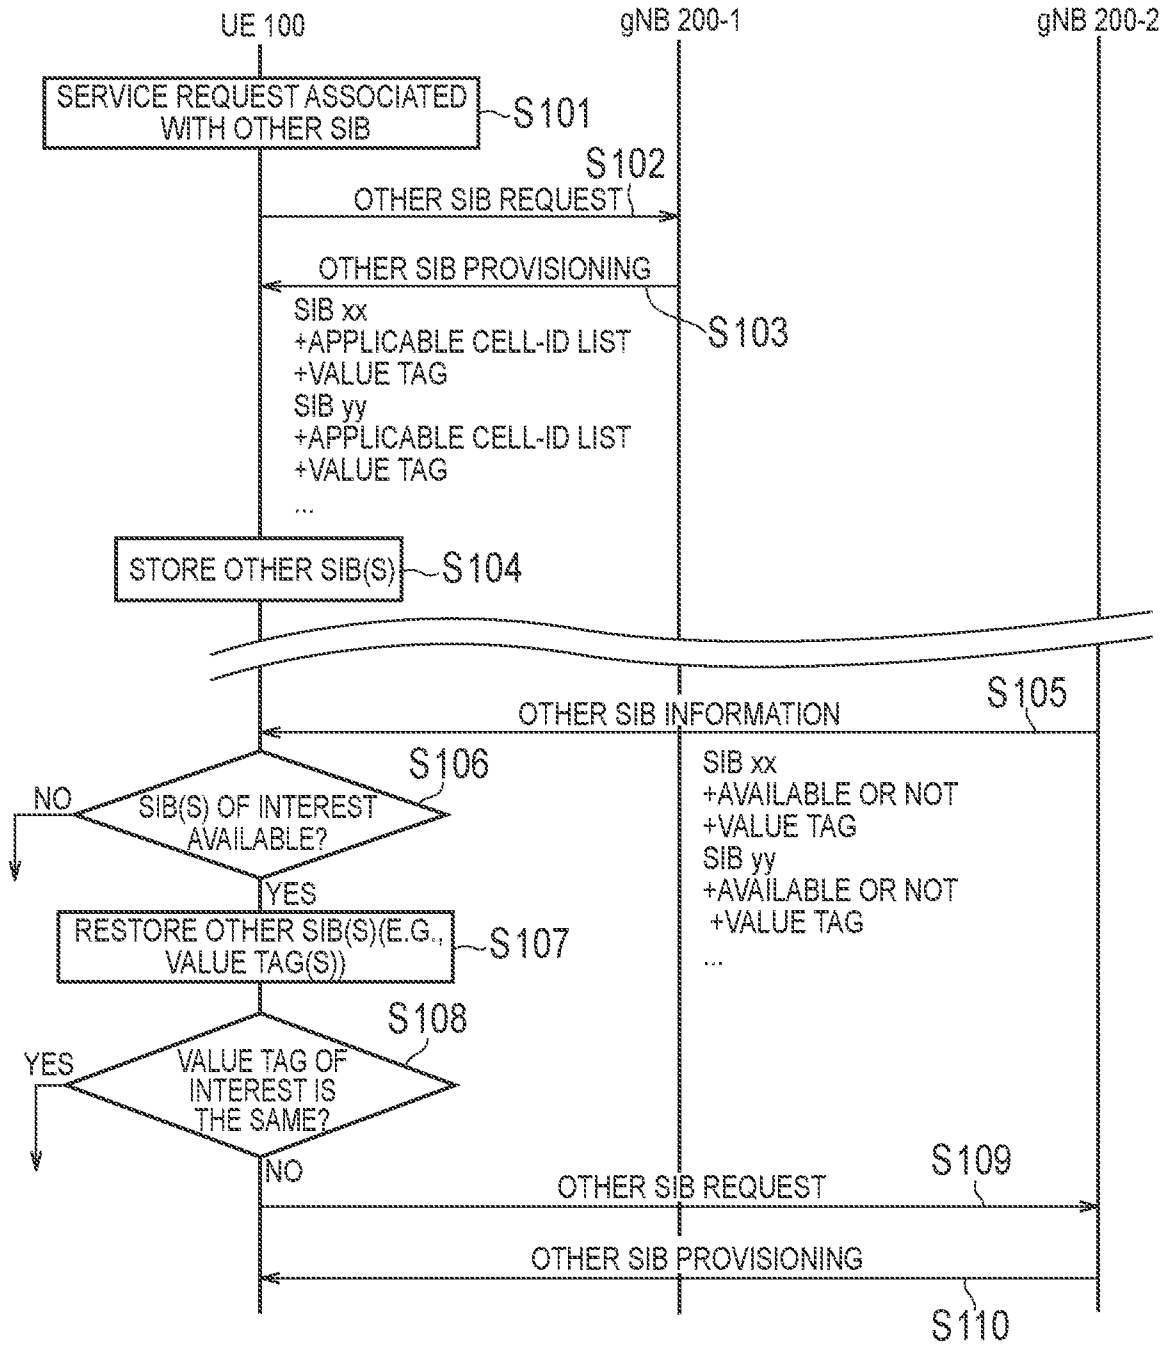 UE 100
gNB 200-1
gNB 200-2
SERVICE REQUEST ASSOCIATED
WITH OTHER SIB
S101
S102
OTHER SIB REQUEST
OTHER SIB PROVISIONING
S103
SIB xx
+APPLICABLE CELL-ID LIST
+VALUE TAG
SIB yy
+APPLICABLE CELL-ID LIST
+VALUE TAG
...
STORE OTHER SIB(S)
S104
S105
OTHER SIB INFORMATION
SIB xx
+AVAILABLE OR NOT
+VALUE TAG
SIB yy
+AVAILABLE OR NOT
+VALUE TAG
...
S106
NO
SIB(S) OF INTEREST
AVAILABLE?
YES
RESTORE OTHER SIB(S)(E.G.,
VALUE TAG(S))
S107
S108
YES
VALUE TAG OF
INTEREST IS
THE SAME?
NO
S109
OTHER SIB REQUEST
OTHER SIB PROVISIONING
S110